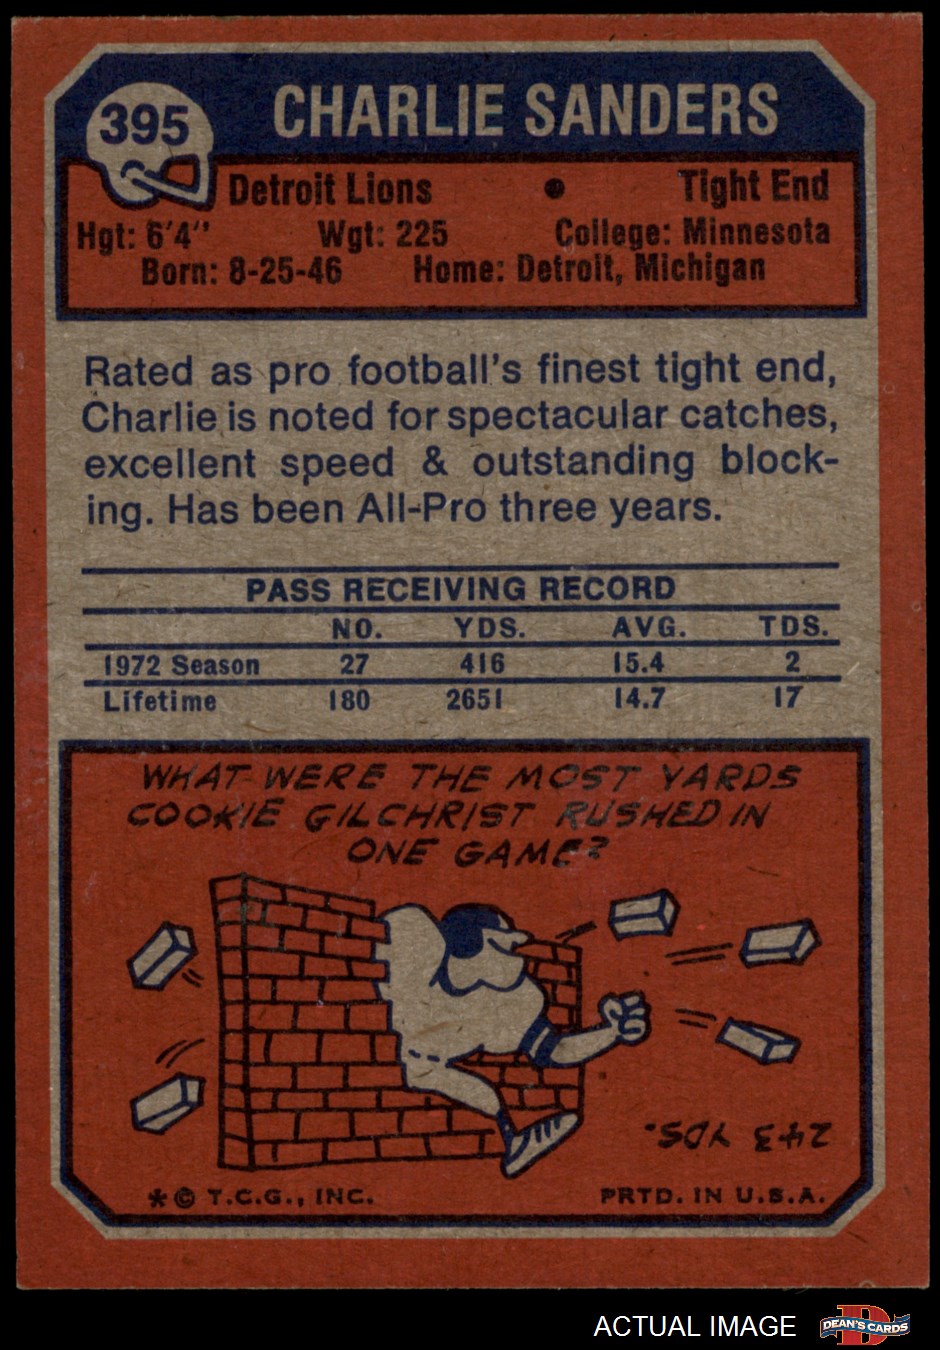 395
CHARLIE SANDERS
Detroit Lions • Tight End
Hgt: 6'4" Wgt: 225 College: Minnesota
Born: 8-25-46 Home: Detroit, Michigan
Rated as pro football's finest tight end,
Charlie is noted for spectacular catches,
excellent speed & outstanding block-
ing. Has been All-Pro three years.
PASS RECEIVING RECORD
NO. YDS. AVG. TDS.
1972 Season 27 416 15.4 2
Lifetime 180 2651 14.7 17
WHAT WERE THE MOST YARDS
COOKIE GILCHRIST RUSHED IN
ONE GAME?
243 YDS.
* © T.C.G., INC. PRTD. IN U.S.A.
ACTUAL IMAGE
D
DEAN'S CARDS